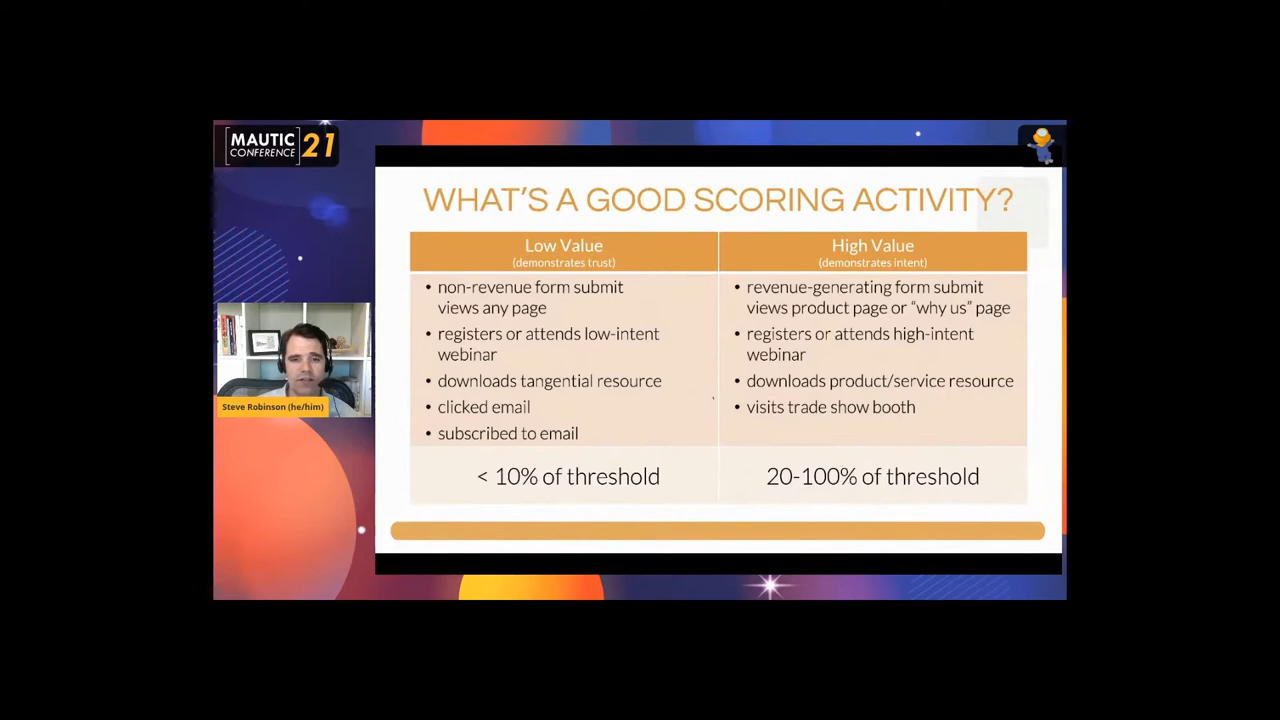 MAUTIC
CONFERENCE 21
WHAT'S A GOOD SCORING ACTIVITY?
Low Value
(demonstrates trust)
• non-revenue form submit
views any page
• registers or attends low-intent
webinar
• downloads tangential resource
• clicked email
• subscribed to email
< 10% of threshold
High Value
(demonstrates intent)
• revenue-generating form submit
views product page or “why us” page
• registers or attends high-intent
webinar
• downloads product/service resource
• visits trade show booth
20-100% of threshold
Steve Robinson (he/him)